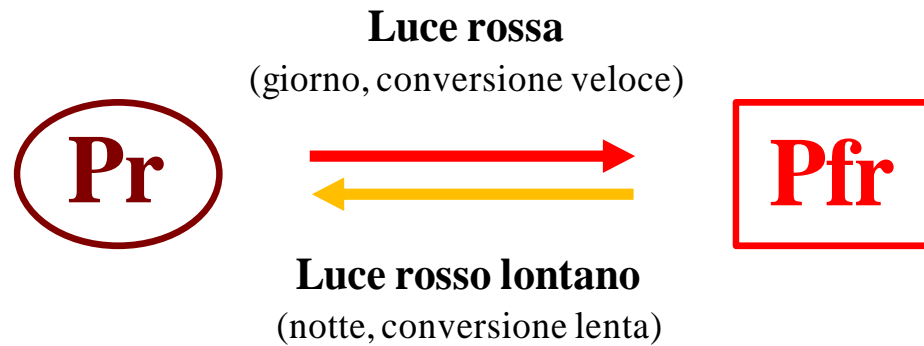 Luce rossa
(giorno, conversione veloce)
Pr
Pfr
Luce rosso lontano
(notte, conversione lenta)